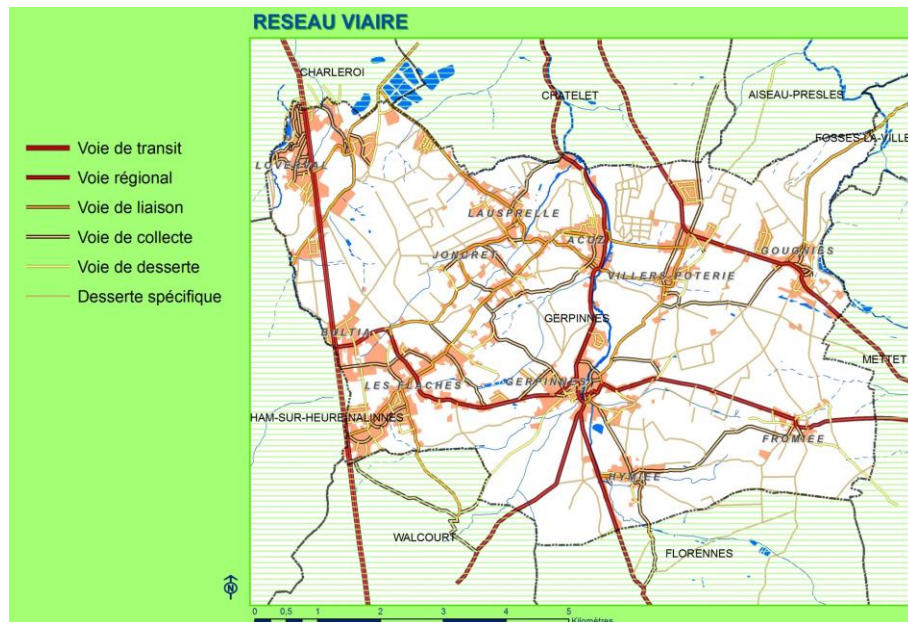 RESEAU VIAIRE
Voie de transit
Voie régional
Voie de liaison
Voie de collecte
Voie de desserte
Desserte spécifique
CHARLEROI
CHATELET
AISEAU-PRESLES
FOSSES-LA-VILLE
LOVERVAL
LAUSPRELLE
ACOZ
JONCRET
GOUGNIES
VILLERS-POTERIE
GERPINNES
BULTIA
METTET
LES FLACHES
GERPINNES
HAM-SUR-HEURE-NALINNES
FROMIEE
HYMIEE
WALCOURT
FLORENNES
N
0 0,5 1 2 3 4 5
Kilomètres